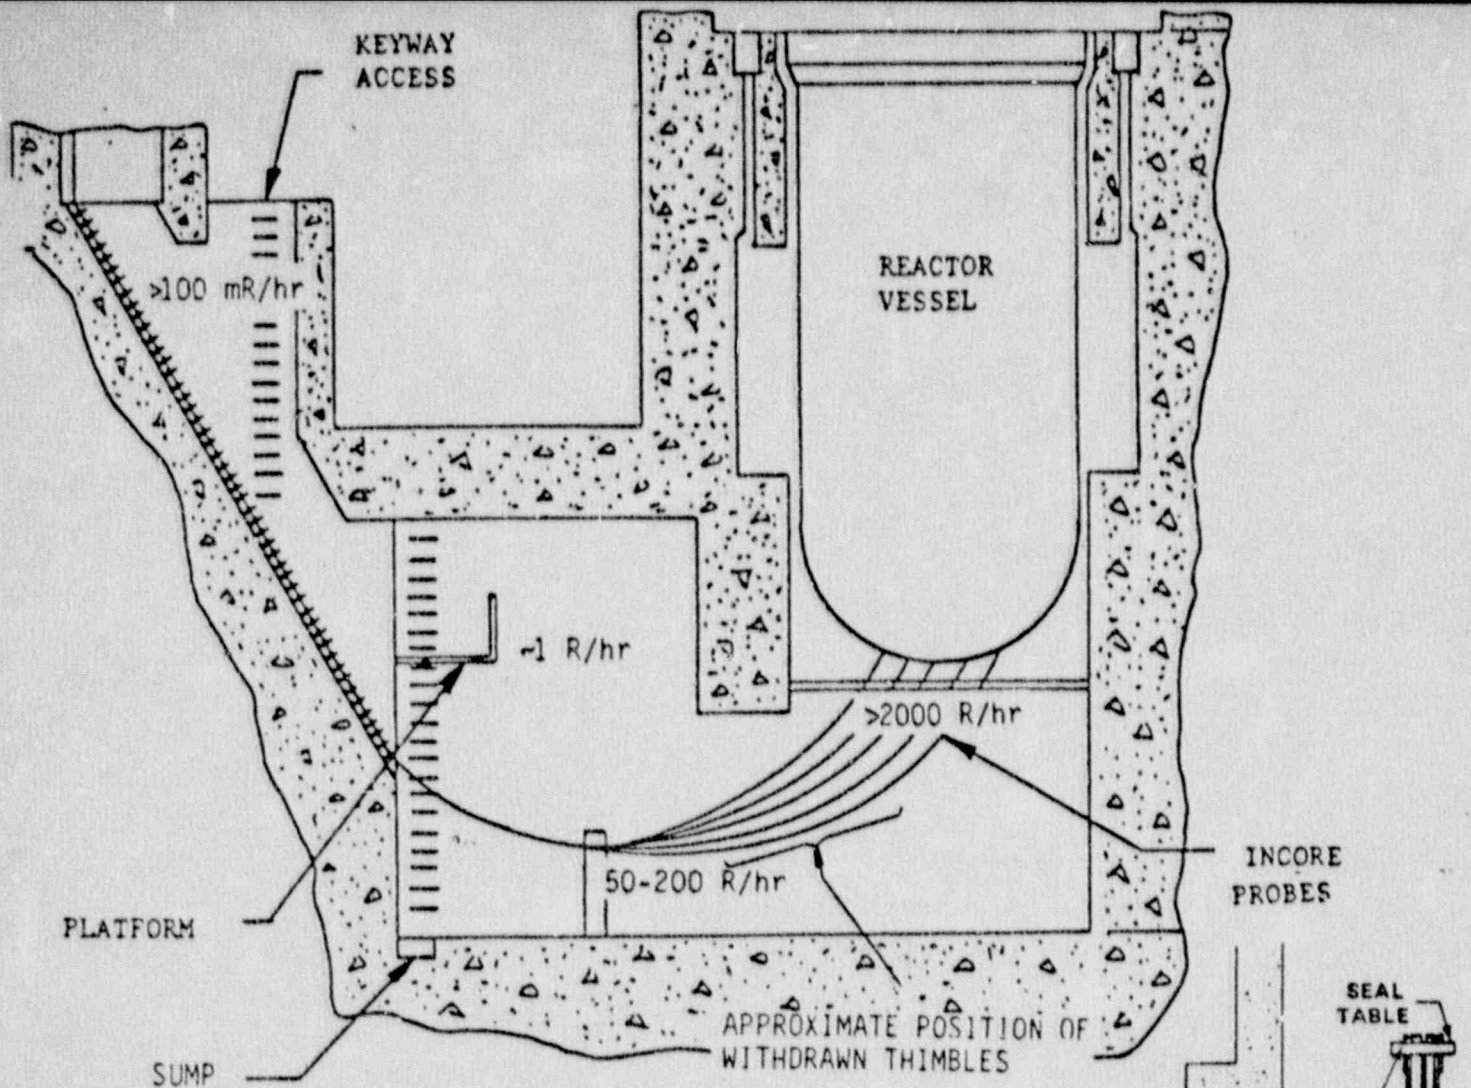 KEYWAY
ACCESS
>100 mR/hr
REACTOR
VESSEL
~1 R/hr
>2000 R/hr
50-200 R/hr
INCORE
PROBES
PLATFORM
SEAL
TABLE
APPROXIMATE POSITION OF
WITHDRAWN THIMBLES
SUMP